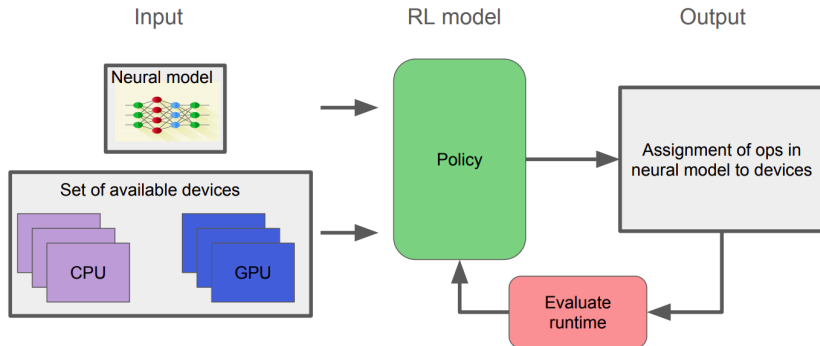 Input
RL model
Output
Neural model
Set of available devices
CPU
GPU
Policy
Assignment of ops in
neural model to devices
Evaluate
runtime